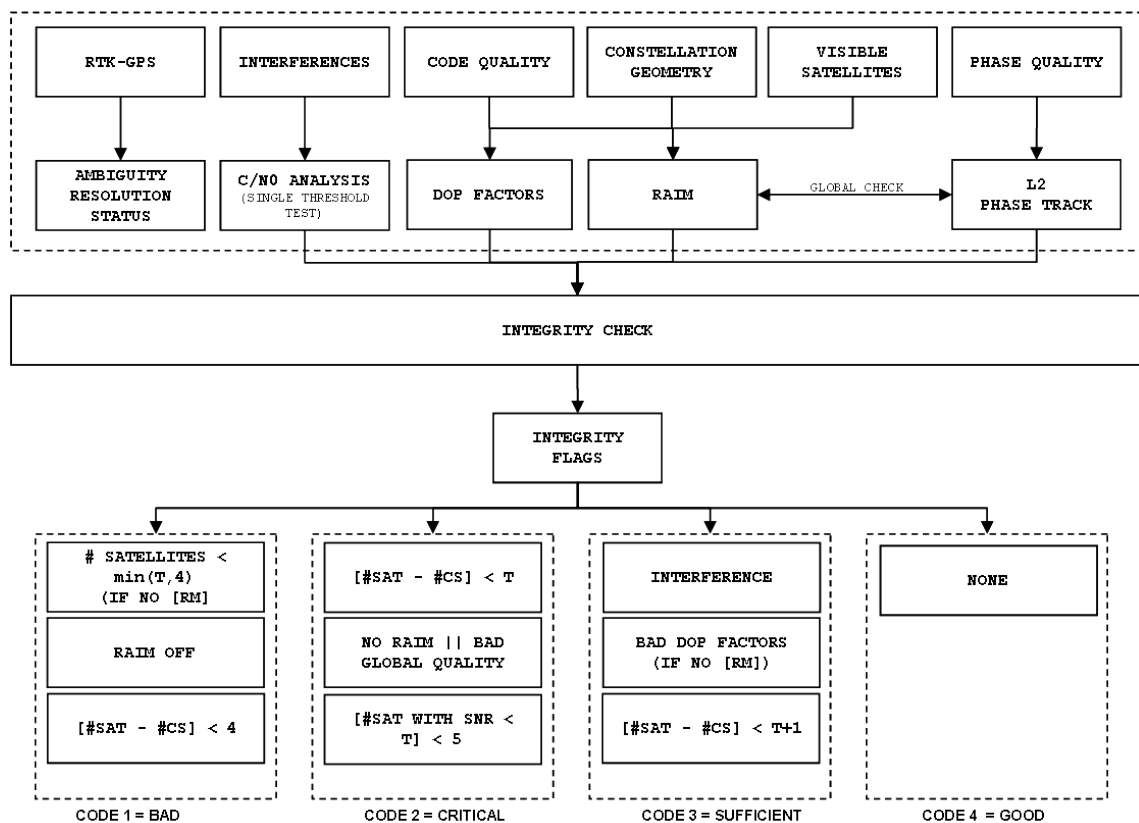 RTK-GPS
INTERFERENCES
CODE QUALITY
CONSTELLATION
GEOMETRY
VISIBLE
SATELLITES
PHASE QUALITY
AMBIGUITY
RESOLUTION
STATUS
C/N0 ANALYSIS
(SINGLE THRESHOLD
TEST)
DOP FACTORS
RAIM
GLOBAL CHECK
L2
PHASE TRACK
INTEGRITY CHECK
INTEGRITY
FLAGS
# SATELLITES <
min(T,4)
(IF NO [RM]
RAIM OFF
[#SAT - #CS] < 4
CODE 1 = BAD
[#SAT - #CS] < T
NO RAIM || BAD
GLOBAL QUALITY
[#SAT WITH SNR <
T] < 5
CODE 2 = CRITICAL
INTERFERENCE
BAD DOP FACTORS
(IF NO [RM])
[#SAT - #CS] < T+1
CODE 3 = SUFFICIENT
NONE
CODE 4 = GOOD